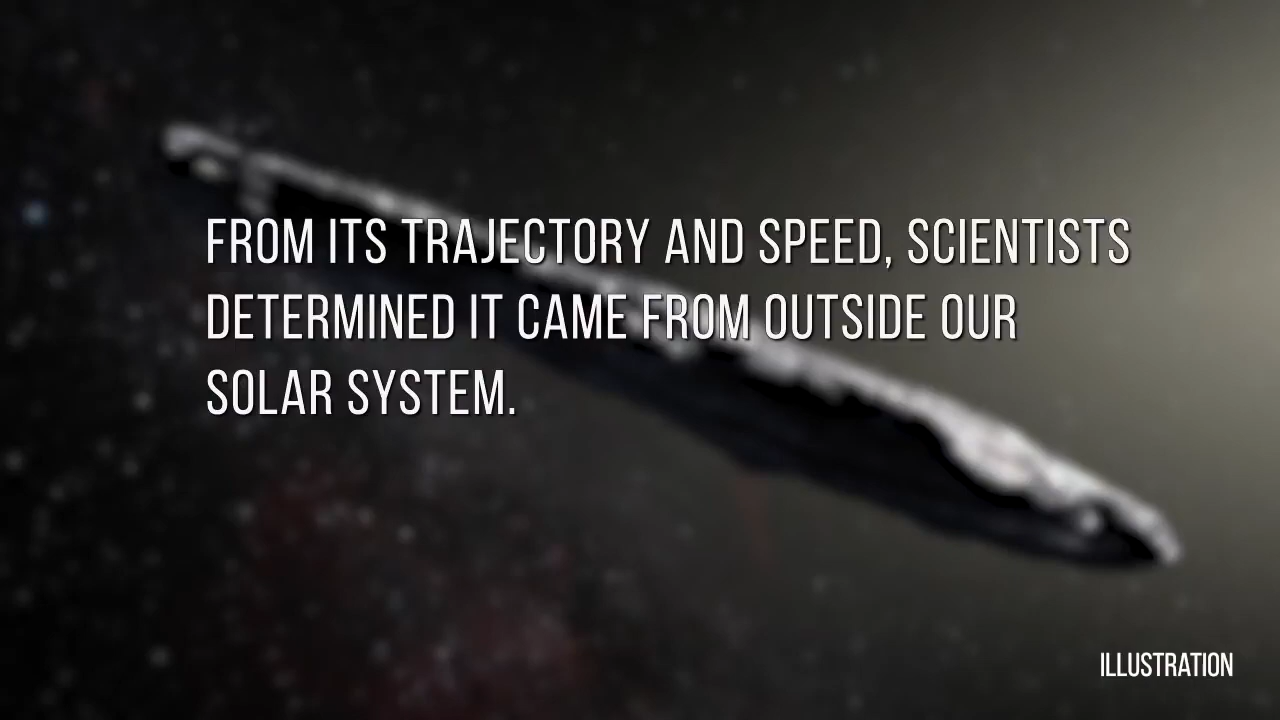 FROM ITS TRAJECTORY AND SPEED, SCIENTISTS
DETERMINED IT CAME FROM OUTSIDE OUR
SOLAR SYSTEM.
ILLUSTRATION